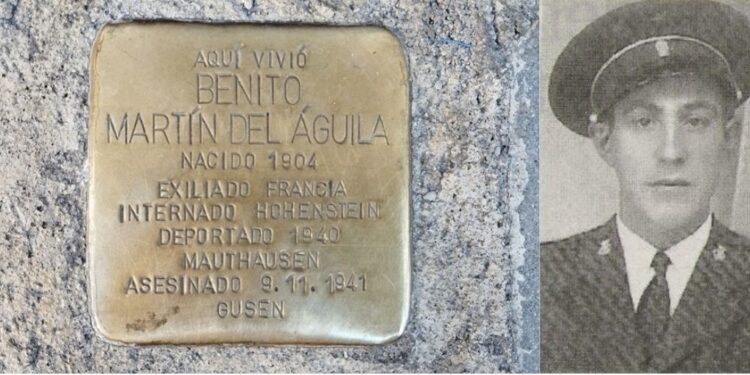 AQUÍ VIVIÓ
BENITO
MARTÍN DEL ÁGUILA
NACIDO 1904
EXILIADO FRANCIA
INTERNADO HOHENSTEIN
DEPORTADO 1940
MAUTHAUSEN
ASESINADO 9.11.1941
GUSEN